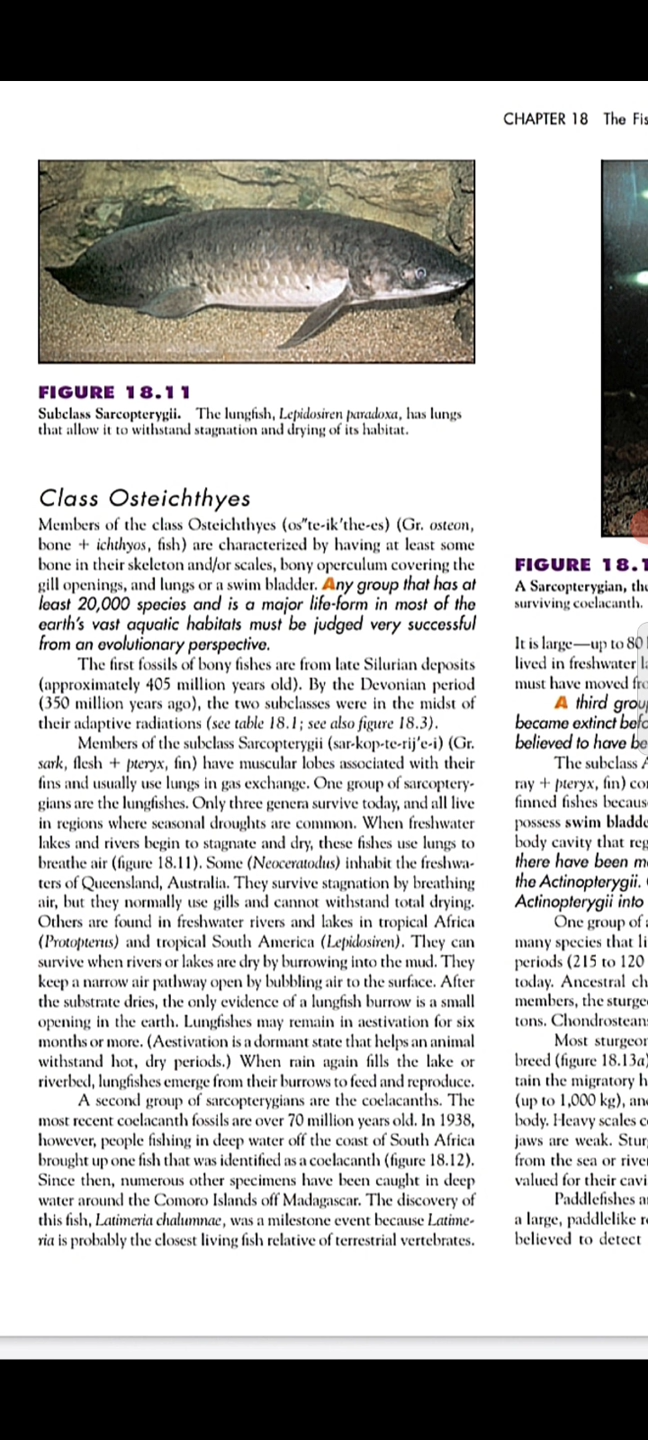 CHAPTER 18 The Fis
FIGURE 18.11
Subclass Sarcopterygii. The lungfish, Lepidosiren paradoxa, has lungs
that allow it to withstand stagnation and drying of its habitat.
Class Osteichthyes
Members of the class Osteichthyes (os"te-ik'the-es) (Gr. osteon,
bone + ichthyos, fish) are characterized by having at least some
bone in their skeleton and/or scales, bony operculum covering the
gill openings, and lungs or a swim bladder. Any group that has at
least 20,000 species and is a major life-form in most of the
earth's vast aquatic habitats must be judged very successful
from an evolutionary perspective.
The first fossils of bony fishes are from late Silurian deposits
(approximately 405 million years old). By the Devonian period
(350 million years ago), the two subclasses were in the midst of
their adaptive radiations (see table 18.1; see also figure 18.3).
Members of the subclass Sarcopterygii (sar-kop-te-rij'e-i) (Gr.
sark, flesh + pteryx, fin) have muscular lobes associated with their
fins and usually use lungs in gas exchange. One group of sarcoptery-
gians are the lungfishes. Only three genera survive today, and all live
in regions where seasonal droughts are common. When freshwater
lakes and rivers begin to stagnate and dry, these fishes use lungs to
breathe air (figure 18.11). Some (Neoceratodus) inhabit the freshwa-
ters of Queensland, Australia. They survive stagnation by breathing
air, but they normally use gills and cannot withstand total drying.
Others are found in freshwater rivers and lakes in tropical Africa
(Protopterus) and tropical South America (Lepidosiren). They can
survive when rivers or lakes are dry by burrowing into the mud. They
keep a narrow air pathway open by bubbling air to the surface. After
the substrate dries, the only evidence of a lungfish burrow is a small
opening in the earth. Lungfishes may remain in aestivation for six
months or more. (Aestivation is a dormant state that helps an animal
withstand hot, dry periods.) When rain again fills the lake or
riverbed, lungfishes emerge from their burrows to feed and reproduce.
A second group of sarcopterygians are the coelacanths. The
most recent coelacanth fossils are over 70 million years old. In 1938,
however, people fishing in deep water off the coast of South Africa
brought up one fish that was identified as a coelacanth (figure 18.12).
Since then, numerous other specimens have been caught in deep
water around the Comoro Islands off Madagascar. The discovery of
this fish, Latimeria chalumnae, was a milestone event because Latime-
ria is probably the closest living fish relative of terrestrial vertebrates.
FIGURE 18.1
A Sarcopterygian, the
surviving coelacanth.
It is large—up to 80
lived in freshwater
must have moved fro
A third group
became extinct befo
believed to have be
The subclass A
ray + pteryx, fin) co
finned fishes becaus
possess swim bladde
body cavity that reg
there have been m
the Actinopterygii.
Actinopterygii into
One group of
many species that li
periods (215 to 120
today. Ancestral ch
members, the sturge
tons. Chondrostean
Most sturgeor
breed (figure 18.13a)
tain the migratory h
(up to 1,000 kg), an
body. Heavy scales c
jaws are weak. Stur
from the sea or rive
valued for their cavi
Paddlefishes a
a large, paddlelike r
believed to detect